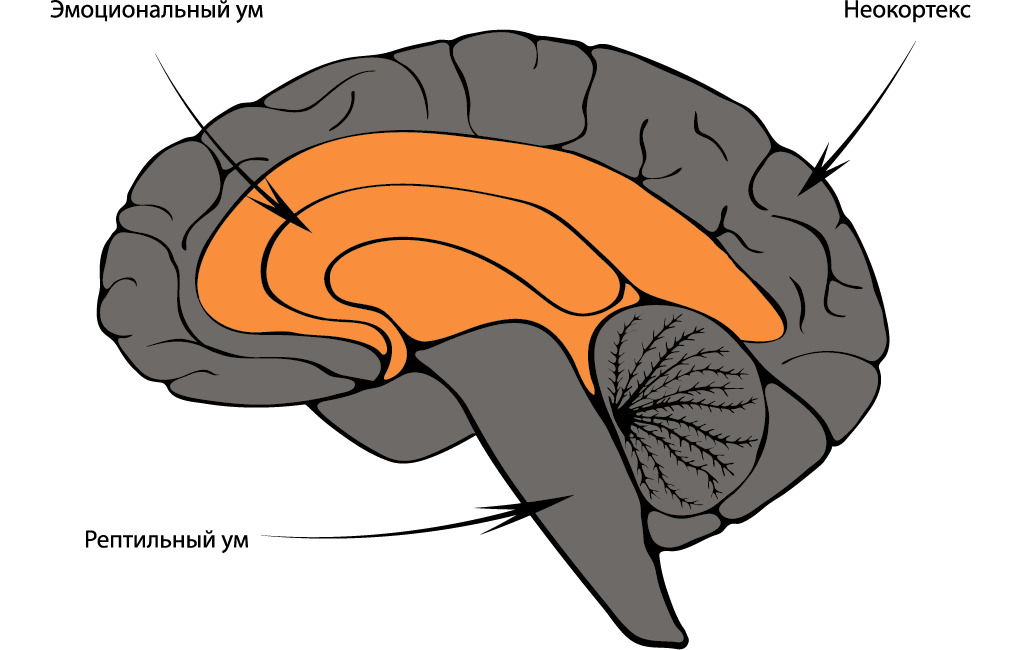 Эмоциональный ум
Неокортекс
Рептильный ум